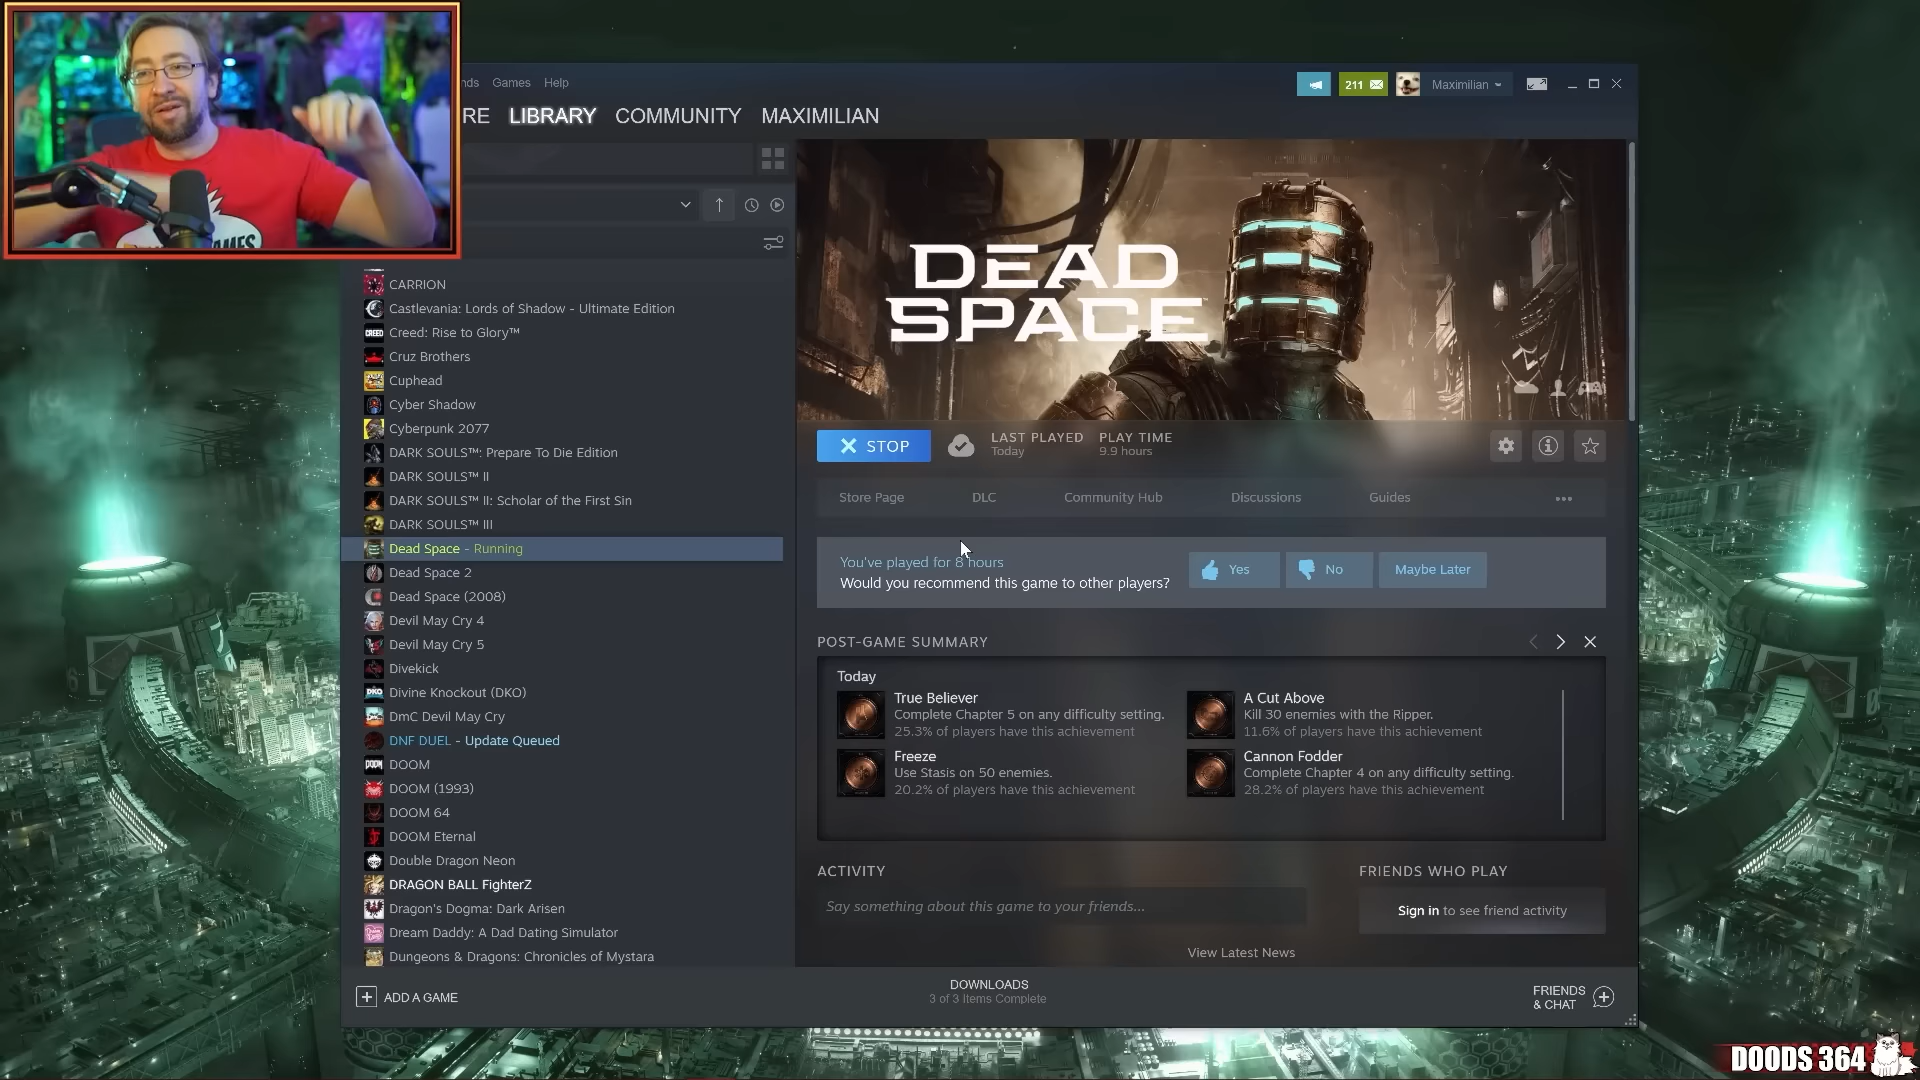 nds Games Help
211
Maximilian
RE LIBRARY COMMUNITY MAXIMILIAN
CARRION
Castlevania: Lords of Shadow - Ultimate Edition
Creed: Rise to Glory™
Cruz Brothers
Cuphead
Cyber Shadow
Cyberpunk 2077
DARK SOULS™: Prepare To Die Edition
DARK SOULS™ II
DARK SOULS™ II: Scholar of the First Sin
DARK SOULS™ III
Dead Space - Running
Dead Space 2
Dead Space (2008)
Devil May Cry 4
Devil May Cry 5
Divekick
Divine Knockout (DKO)
DmC Devil May Cry
DNF DUEL - Update Queued
DOOM
DOOM (1993)
DOOM 64
DOOM Eternal
Double Dragon Neon
DRAGON BALL FighterZ
Dragon's Dogma: Dark Arisen
Dream Daddy: A Dad Dating Simulator
Dungeons & Dragons: Chronicles of Mystara
DEAD
SPACE™
STOP
LAST PLAYED
Today
PLAY TIME
9.9 hours
Store Page DLC Community Hub Discussions Guides
You've played for 8 hours
Would you recommend this game to other players?
Yes No Maybe Later
POST-GAME SUMMARY
Today
True Believer
Complete Chapter 5 on any difficulty setting.
25.3% of players have this achievement
A Cut Above
Kill 30 enemies with the Ripper.
11.6% of players have this achievement
Freeze
Use Stasis on 50 enemies.
20.2% of players have this achievement
Cannon Fodder
Complete Chapter 4 on any difficulty setting.
28.2% of players have this achievement
ACTIVITY
Say something about this game to your friends...
FRIENDS WHO PLAY
Sign in to see friend activity
View Latest News
ADD A GAME
DOWNLOADS
3 of 3 Items Complete
FRIENDS
& CHAT
DOODS 364